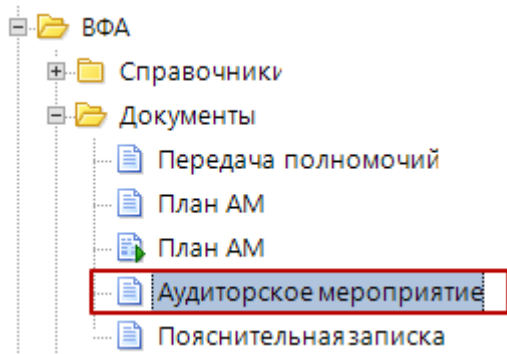 ВФА
Справочники
Документы
Передача полномочий
План АМ
План АМ
Аудиторское мероприятие
Пояснительная записка